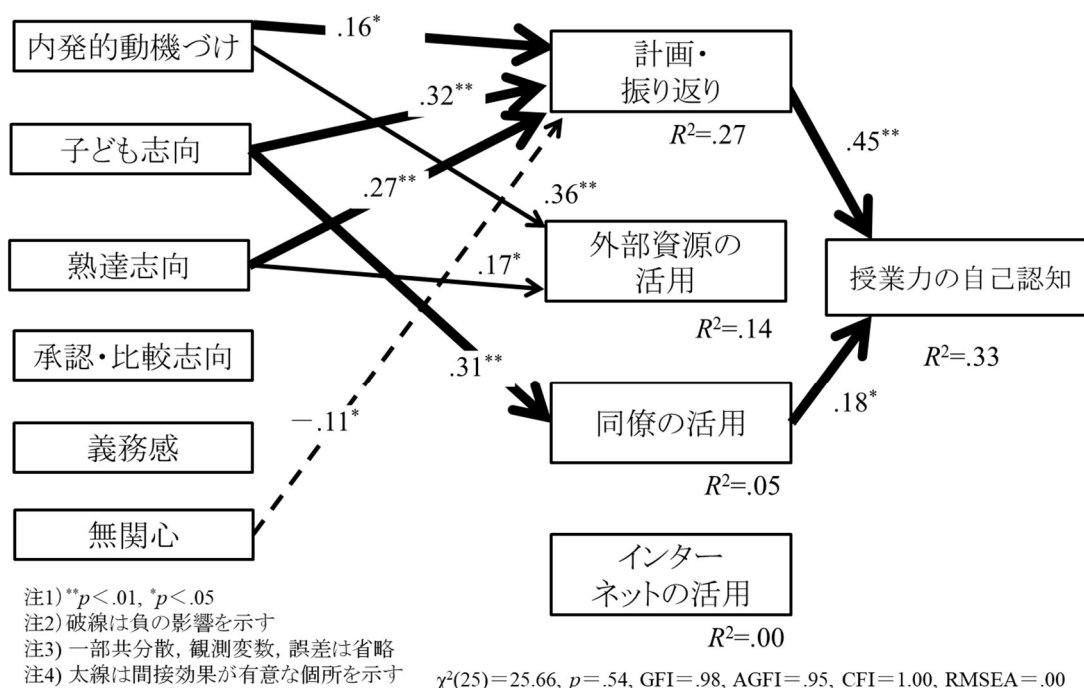 内発的動機づけ
子ども志向
熟達志向
承認・比較志向
義務感
無関心
.16*
.32**
.27**
.36**
.17*
.31**
－.11*
計画・
振り返り
R²=.27
外部資源の
活用
R²=.14
同僚の活用
R²=.05
インター
ネットの活用
R²=.00
.45**
.18*
授業力の自己認知
R²=.33
注1）**p＜.01, *p＜.05
注2）破線は負の影響を示す
注3）一部共分散, 観測変数, 誤差は省略
注4）太線は間接効果が有意な個所を示す
χ²(25)＝25.66, p＝.54, GFI＝.98, AGFI＝.95, CFI＝1.00, RMSEA＝.00